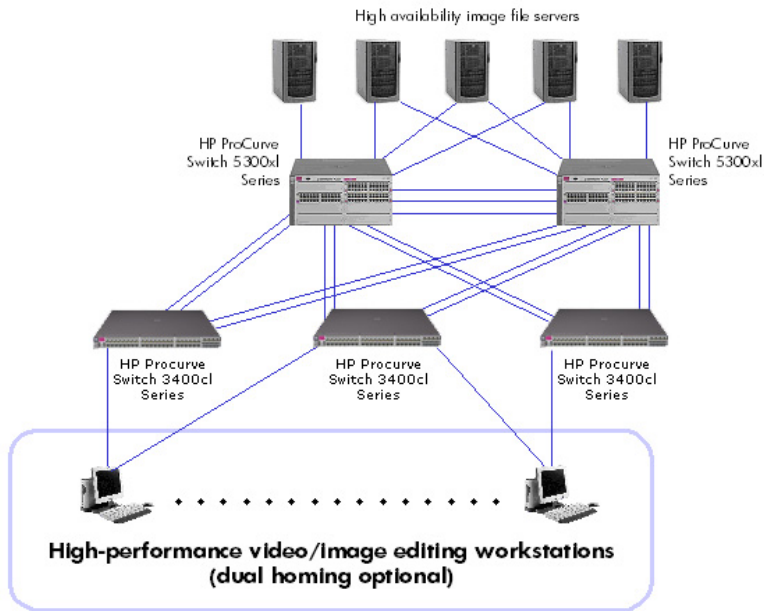 High availability image file servers
HP ProCurve
Switch 5300xl
Series
HP ProCurve
Switch 5300xl
Series
HP Procurve
Switch 3400cl
Series
HP Procurve
Switch 3400cl
Series
HP Procurve
Switch 3400cl
Series
High-performance video/image editing workstations
(dual homing optional)